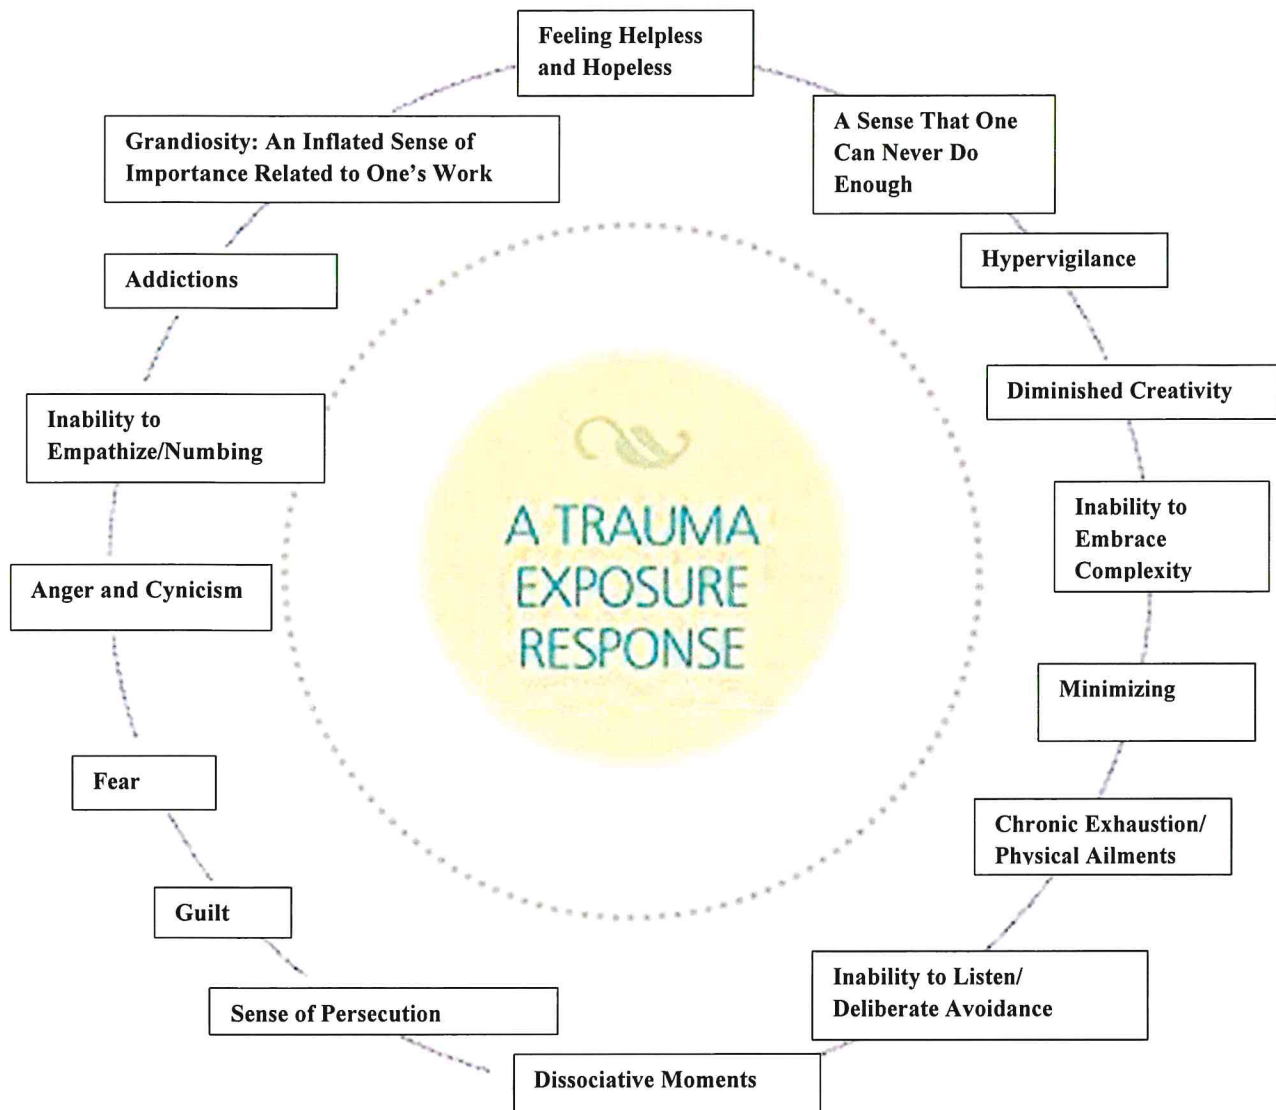 Feeling Helpless
and Hopeless
A Sense That One
Can Never Do
Enough
Hypervigilance
Diminished Creativity
Inability to
Embrace
Complexity
Minimizing
Chronic Exhaustion/
Physical Ailments
Inability to Listen/
Deliberate Avoidance
Dissociative Moments
Sense of Persecution
Guilt
Fear
Anger and Cynicism
Inability to
Empathize/Numbing
Addictions
Grandiosity: An Inflated Sense of
Importance Related to One's Work
A TRAUMA
EXPOSURE
RESPONSE